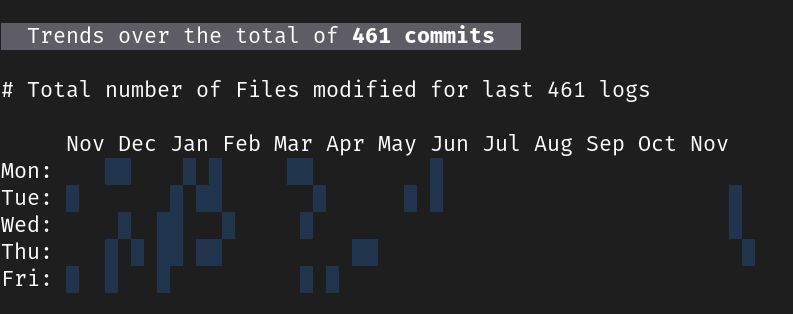 Trends over the total of 461 commits
# Total number of Files modified for last 461 logs
Nov Dec Jan Feb Mar Apr May Jun Jul Aug Sep Oct Nov
Mon:
Tue:
Wed:
Thu:
Fri: